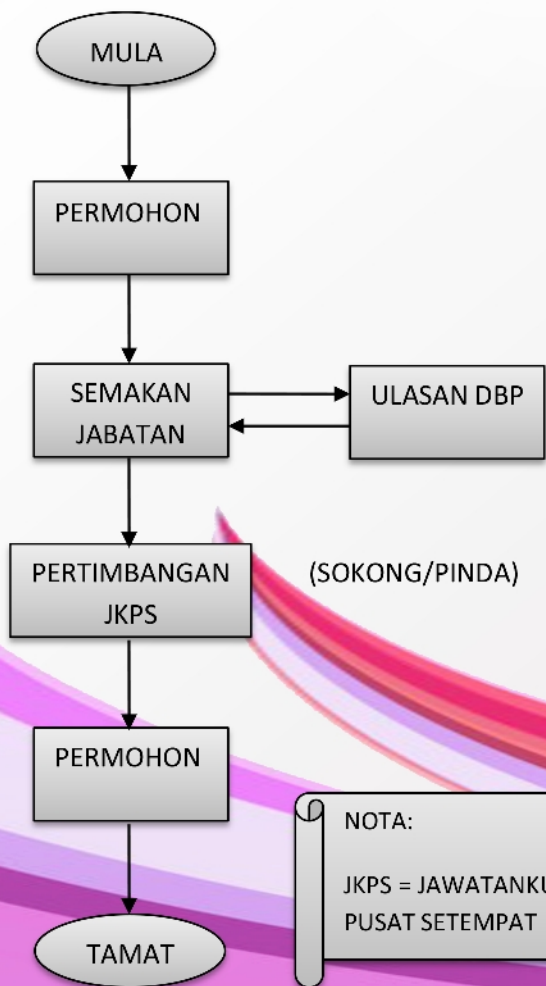 MULA
PERMOHON
SEMAKAN
JABATAN
ULASAN DBP
PERTIMBANGAN
JKPS
(SOKONG/PINDA)
PERMOHON
NOTA:
JKPS = JAWATANKU
PUSAT SETEMPAT
TAMAT